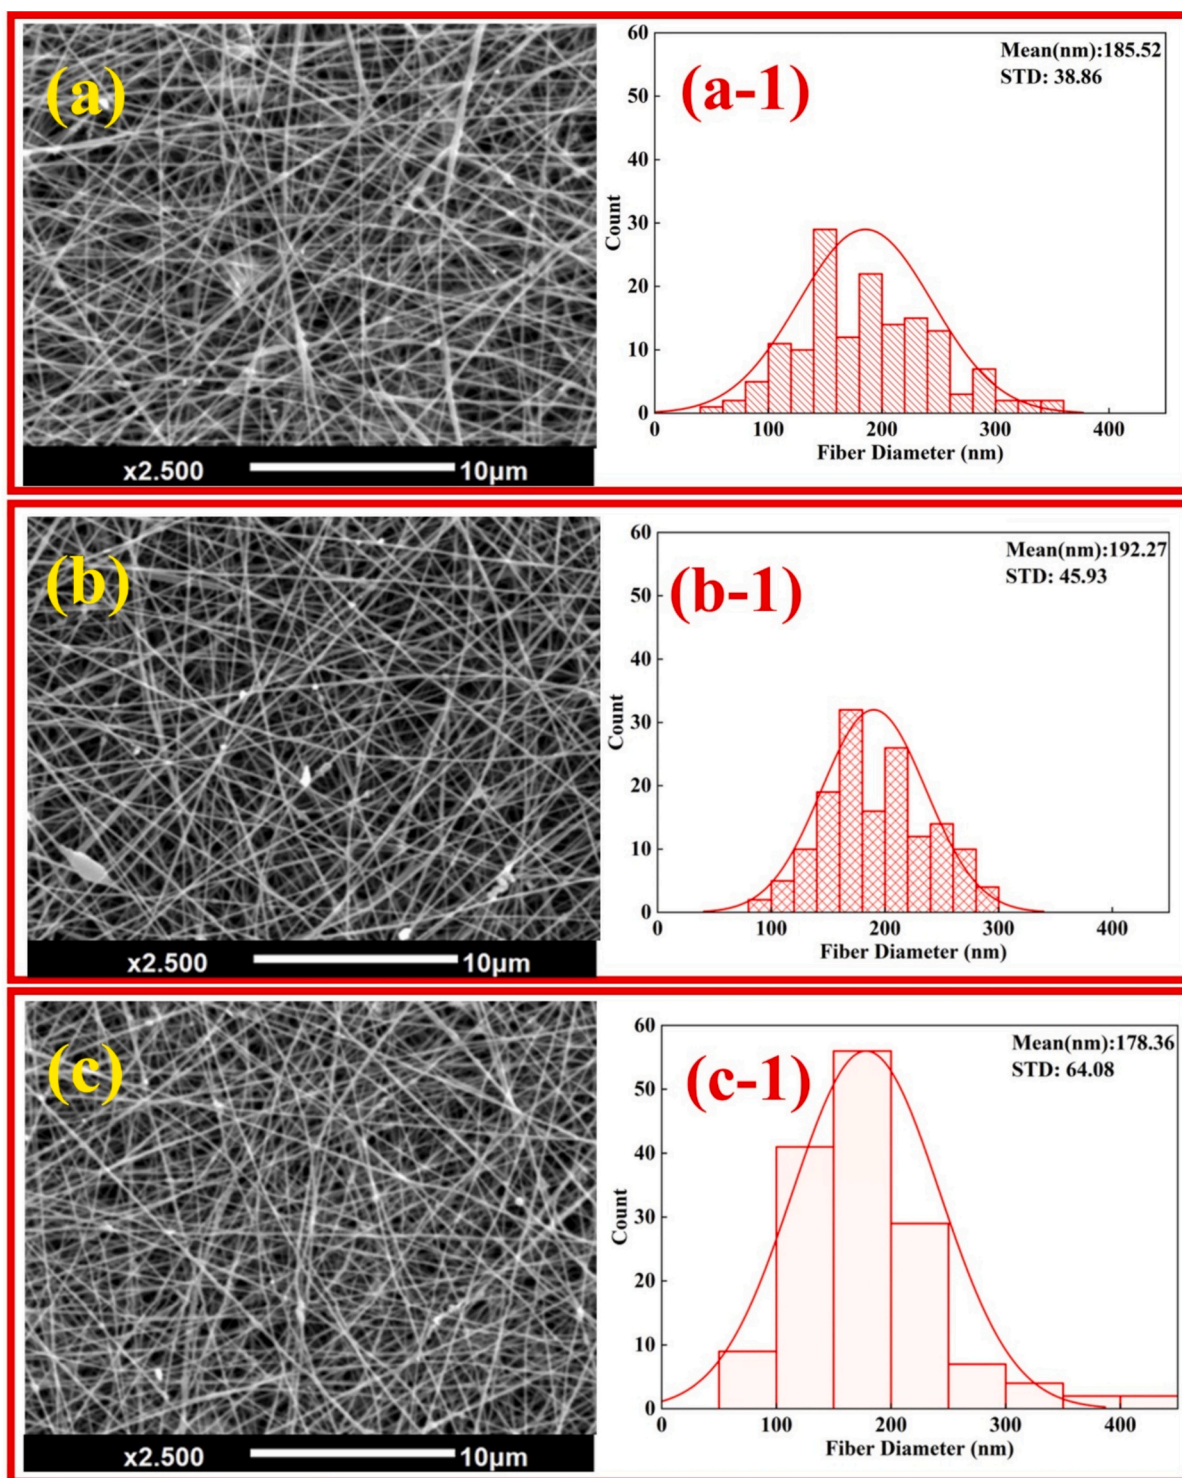 (a)
x2.500 10μm
(a-1)
Mean(nm):185.52
STD: 38.86
60
50
40
30
20
10
0
Count
0 100 200 300 400
Fiber Diameter (nm)
(b)
x2.500 10μm
(b-1)
Mean(nm):192.27
STD: 45.93
60
50
40
30
20
10
0
Count
0 100 200 300 400
Fiber Diameter (nm)
(c)
x2.500 10μm
(c-1)
Mean(nm):178.36
STD: 64.08
60
50
40
30
20
10
0
Count
0 100 200 300 400
Fiber Diameter (nm)